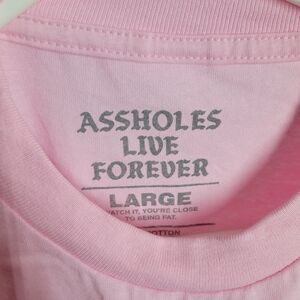 ASSHOLES
LIVE
FOREVER
LARGE
WATCH IT, YOU'RE CLOSE
TO BEING FAT.
COTTON